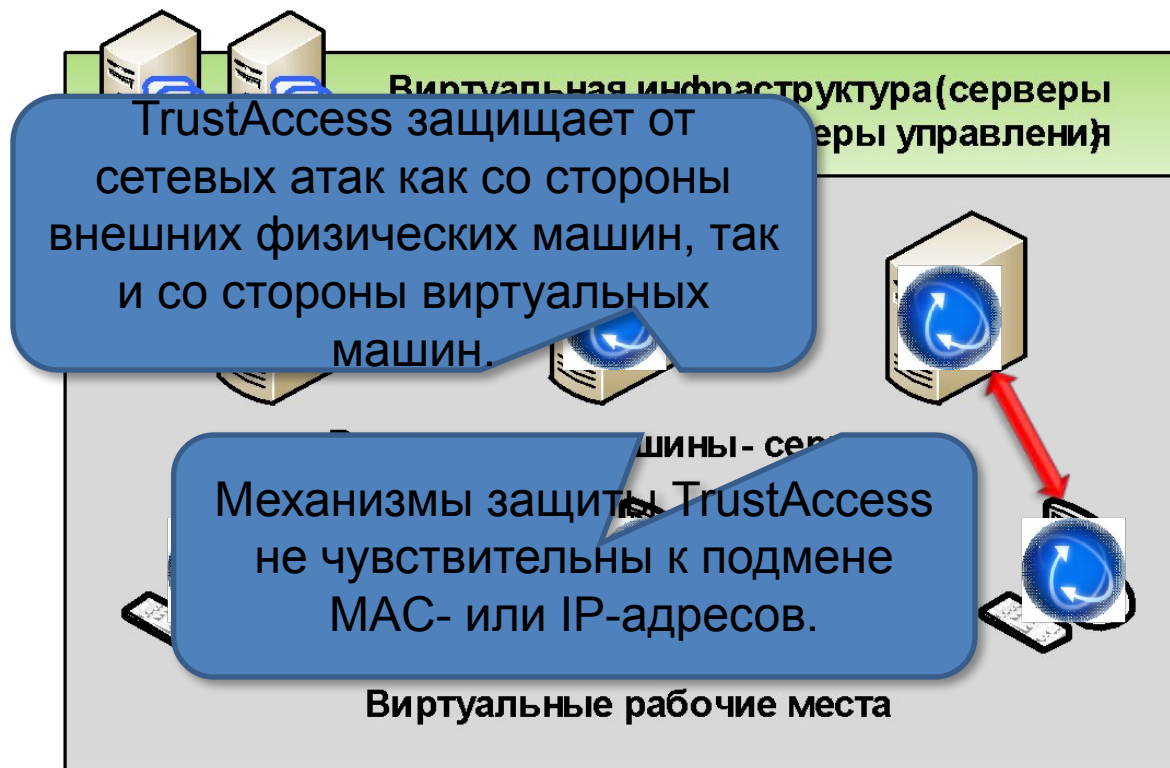 Виртуальная инфраструктура(серверы
еры управления)
TrustAccess защищает от
сетевых атак как со стороны
внешних физических машин, так
и со стороны виртуальных
машин.
шины- сер
Механизмы защиты TrustAccess
не чувствительны к подмене
MAC- или IP-адресов.
Виртуальные рабочие места